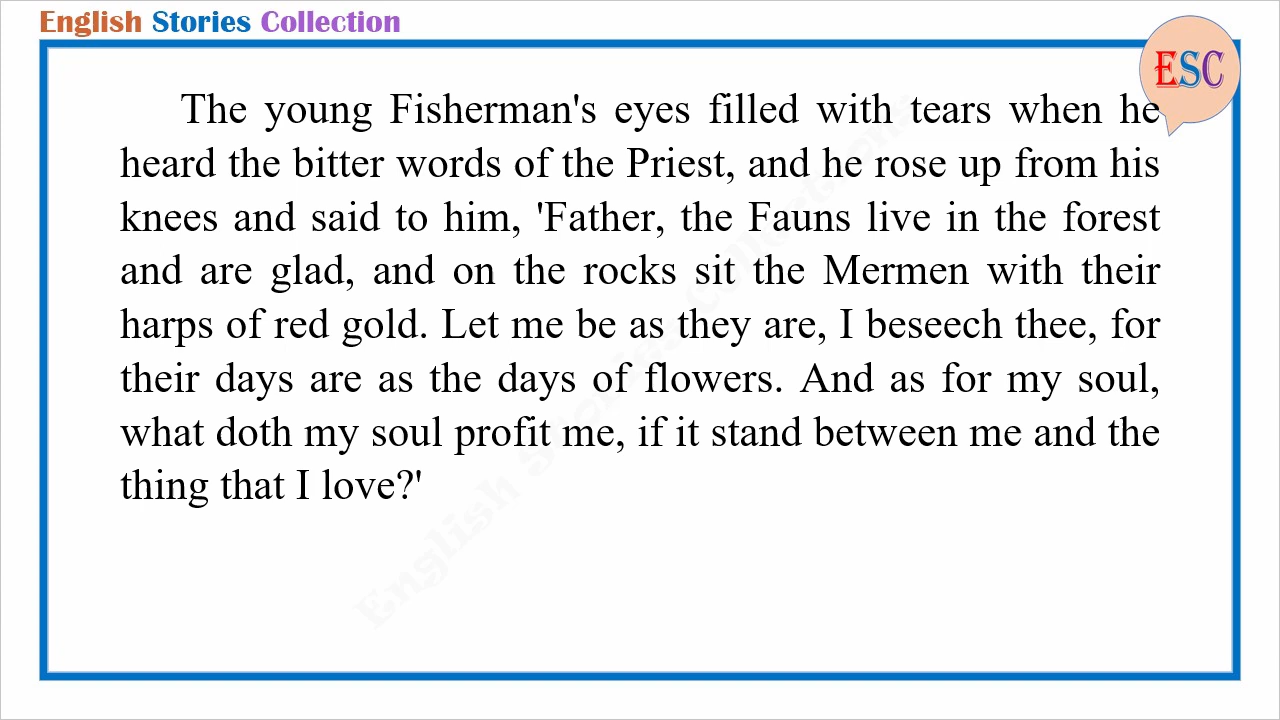 English Stories Collection
ESC
The young Fisherman's eyes filled with tears when he
heard the bitter words of the Priest, and he rose up from his
knees and said to him, 'Father, the Fauns live in the forest
and are glad, and on the rocks sit the Mermen with their
harps of red gold. Let me be as they are, I beseech thee, for
their days are as the days of flowers. And as for my soul,
what doth my soul profit me, if it stand between me and the
thing that I love?'
English Stories Collections